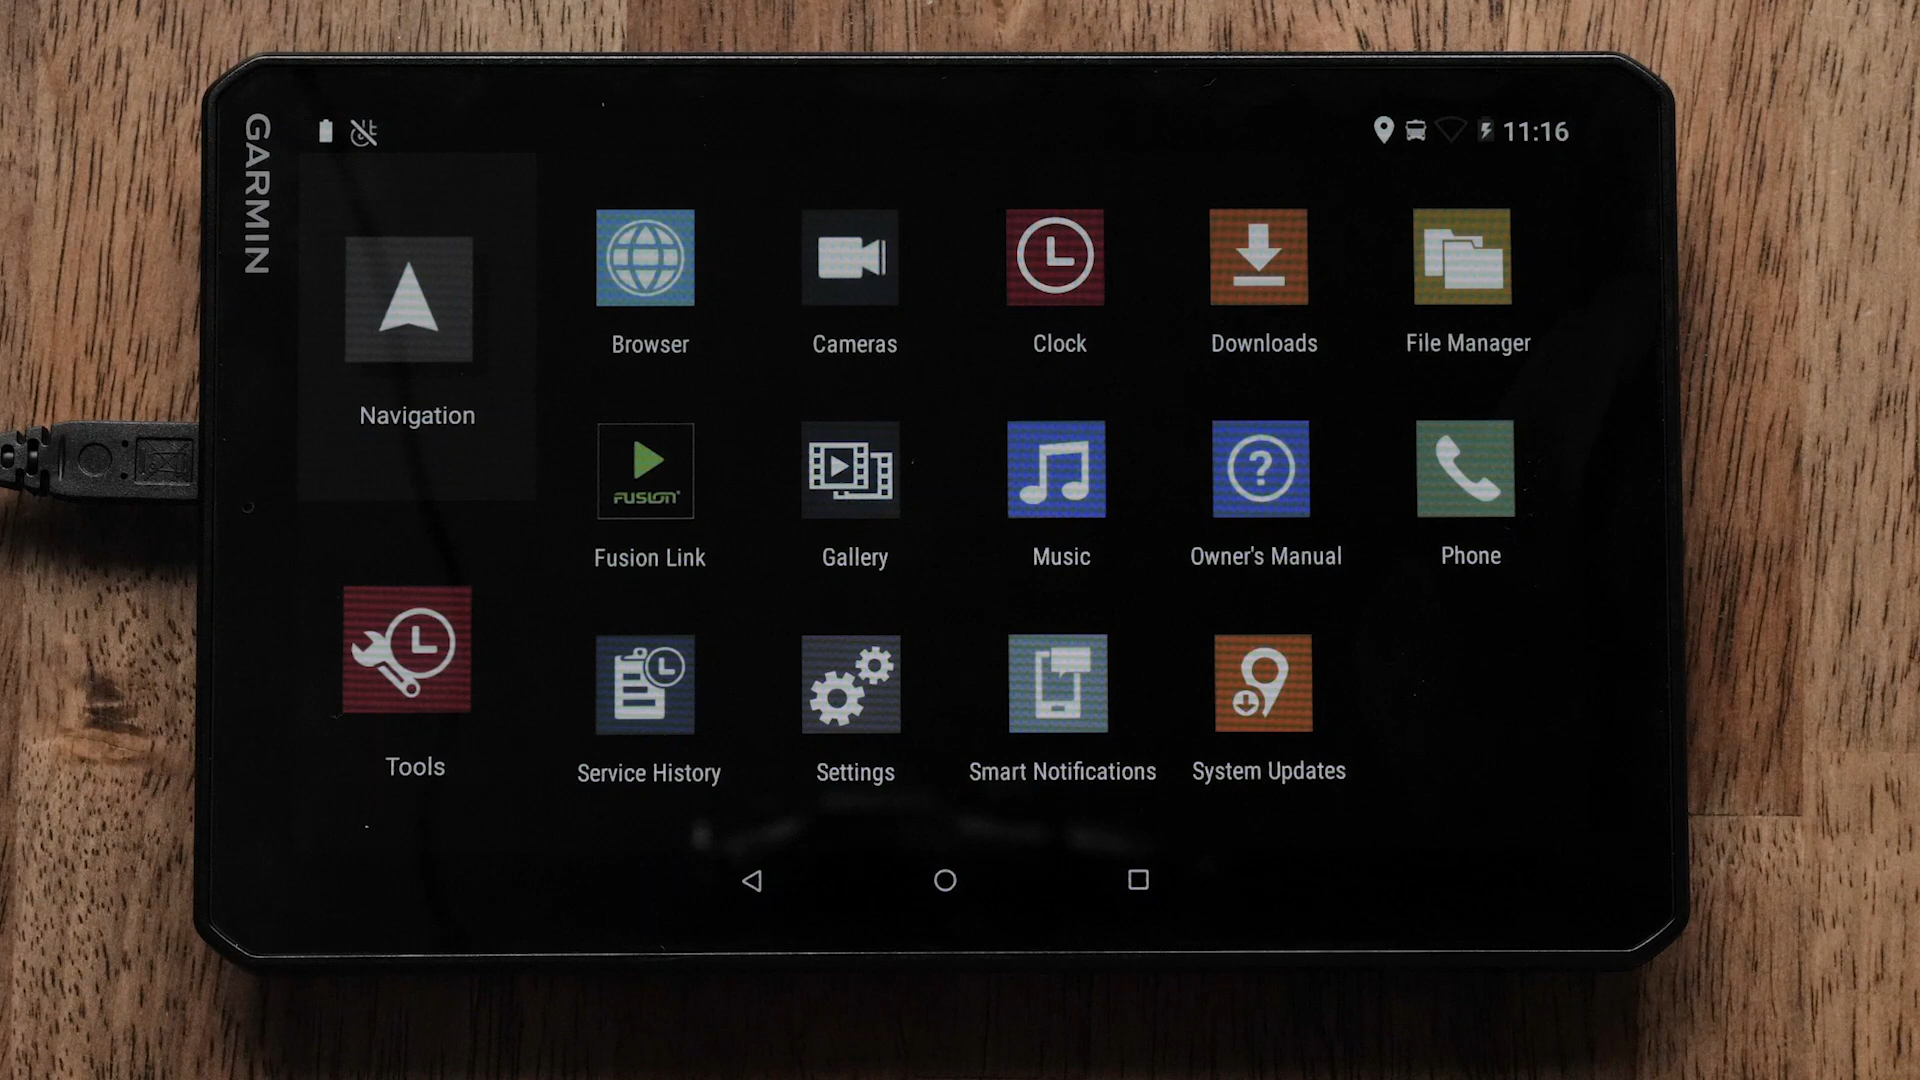 GARMIN
11:16
Navigation
Tools
Browser
Cameras
Clock
Downloads
File Manager
FUSION
Fusion Link
Gallery
Music
?
Owner's Manual
Phone
Service History
Settings
Smart Notifications
System Updates